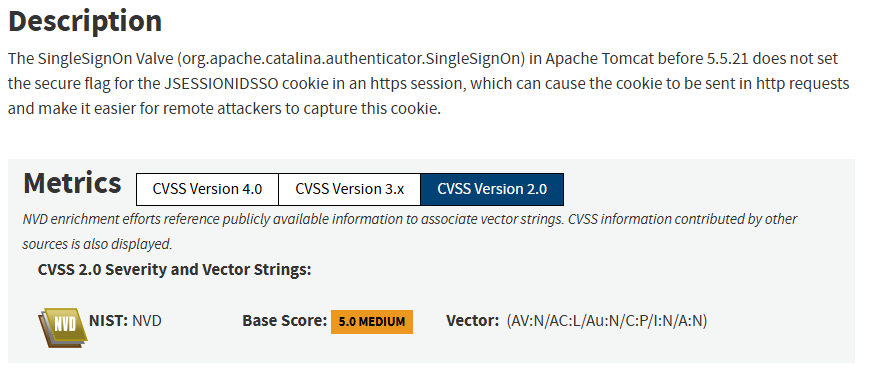 Description
The SingleSignOn Valve (org.apache.catalina.authenticator.SingleSignOn) in Apache Tomcat before 5.5.21 does not set
the secure flag for the JSESSIONIDSSO cookie in an https session, which can cause the cookie to be sent in http requests
and make it easier for remote attackers to capture this cookie.
Metrics CVSS Version 4.0 CVSS Version 3.x CVSS Version 2.0
NVD enrichment efforts reference publicly available information to associate vector strings. CVSS information contributed by other
sources is also displayed.
CVSS 2.0 Severity and Vector Strings:
NVD NIST: NVD Base Score: 5.0 MEDIUM Vector: (AV:N/AC:L/Au:N/C:P/I:N/A:N)